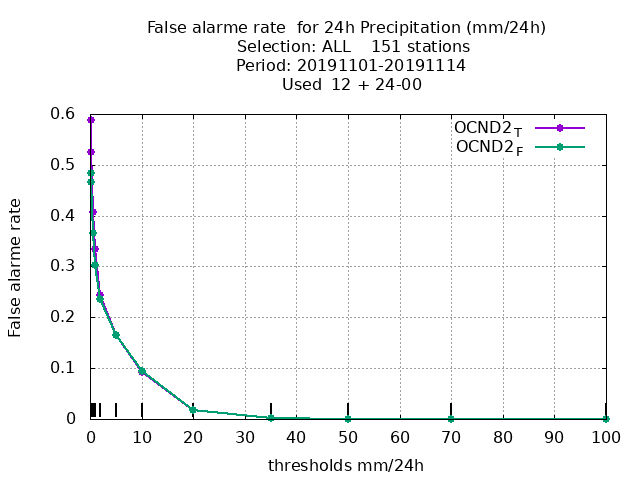 False alarme rate  for 24h Precipitation (mm/24h)
Selection: ALL    151 stations
Period: 20191101-20191114
Used  12 + 24-00
OCND2T
OCND2F
0.6
0.5
0.4
0.3
0.2
0.1
0
False alarme rate
0 10 20 30 40 50 60 70 80 90 100
thresholds mm/24h